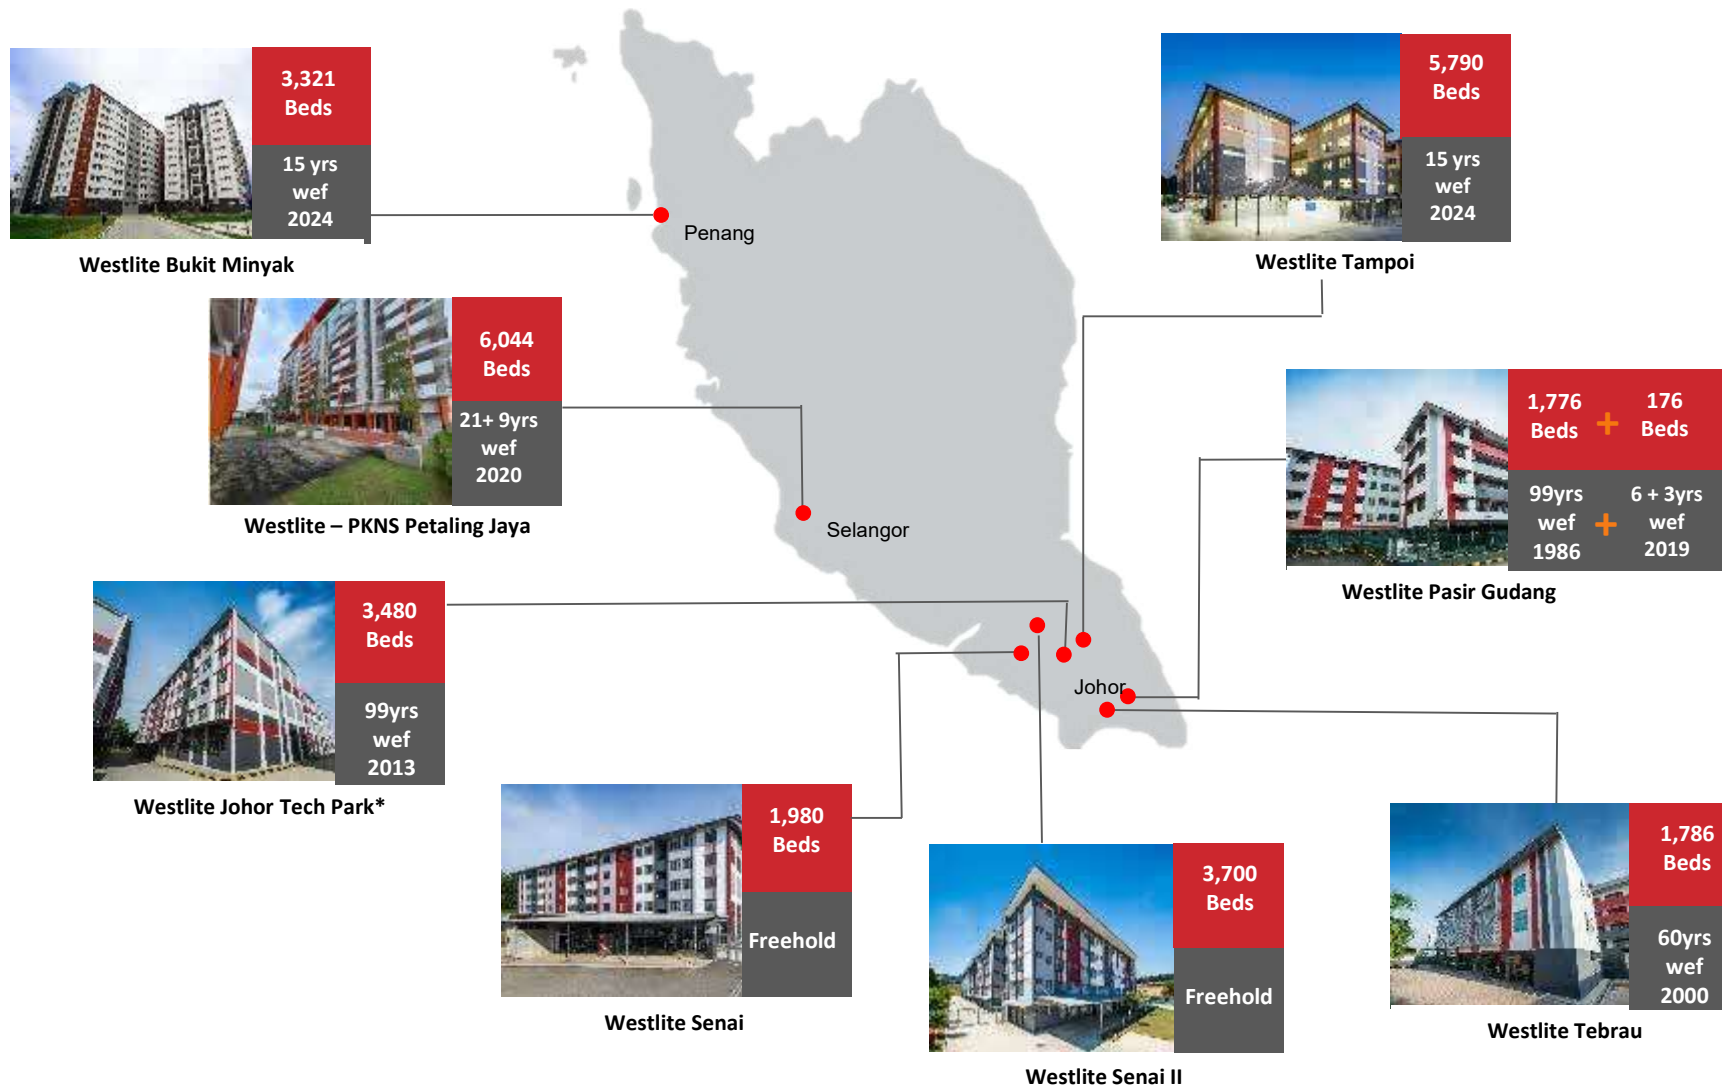 3,321
Beds
15 yrs
wef
2024
Westlite Bukit Minyak
Penang
5,790
Beds
15 yrs
wef
2024
Westlite Tampoi
6,044
Beds
21+ 9yrs
wef
2020
Westlite – PKNS Petaling Jaya
Selangor
1,776
Beds
+
176
Beds
99yrs
wef
1986
+
6 + 3yrs
wef
2019
Westlite Pasir Gudang
3,480
Beds
99yrs
wef
2013
Westlite Johor Tech Park*
Johor
1,980
Beds
Freehold
Westlite Senai
3,700
Beds
Freehold
Westlite Senai II
1,786
Beds
60yrs
wef
2000
Westlite Tebrau